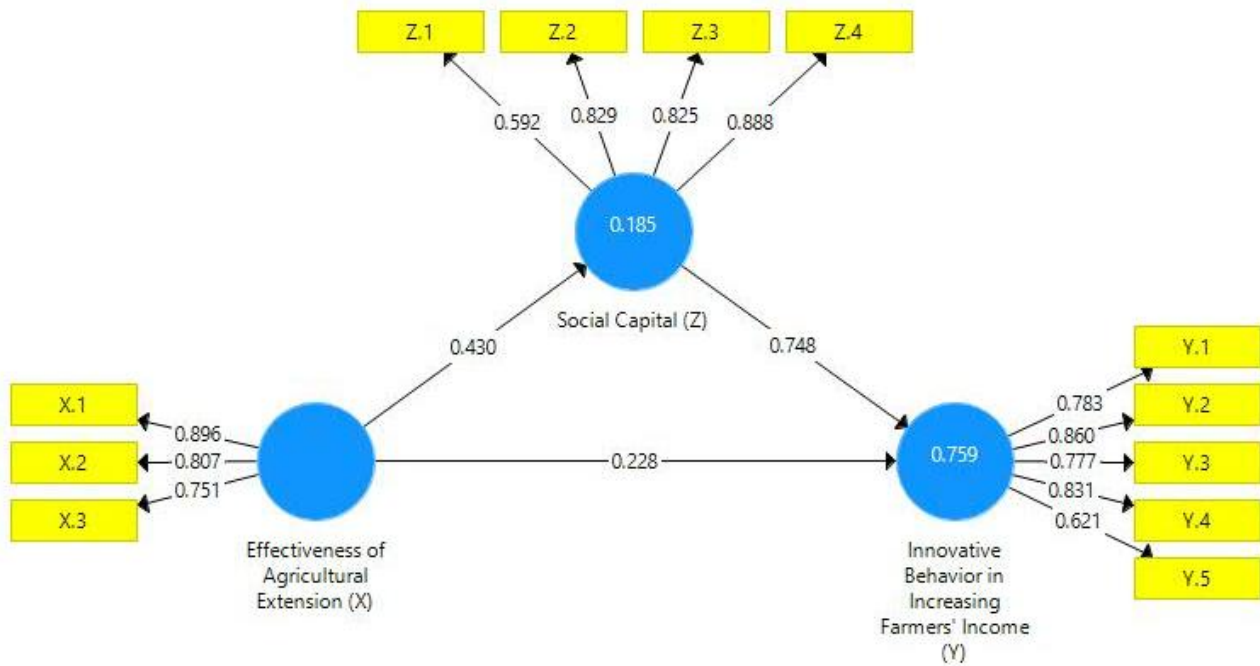 Z.1 Z.2 Z.3 Z.4
0.592 0.829 0.825 0.888
0.185
Social Capital (Z)
0.430 0.748
X.1
X.2
X.3
0.896
0.807
0.751
0.228
0.759
Effectiveness of
Agricultural
Extension (X)
Innovative
Behavior in
Increasing
Farmers' Income
(Y)
0.783
0.860
0.777
0.831
0.621
Y.1
Y.2
Y.3
Y.4
Y.5